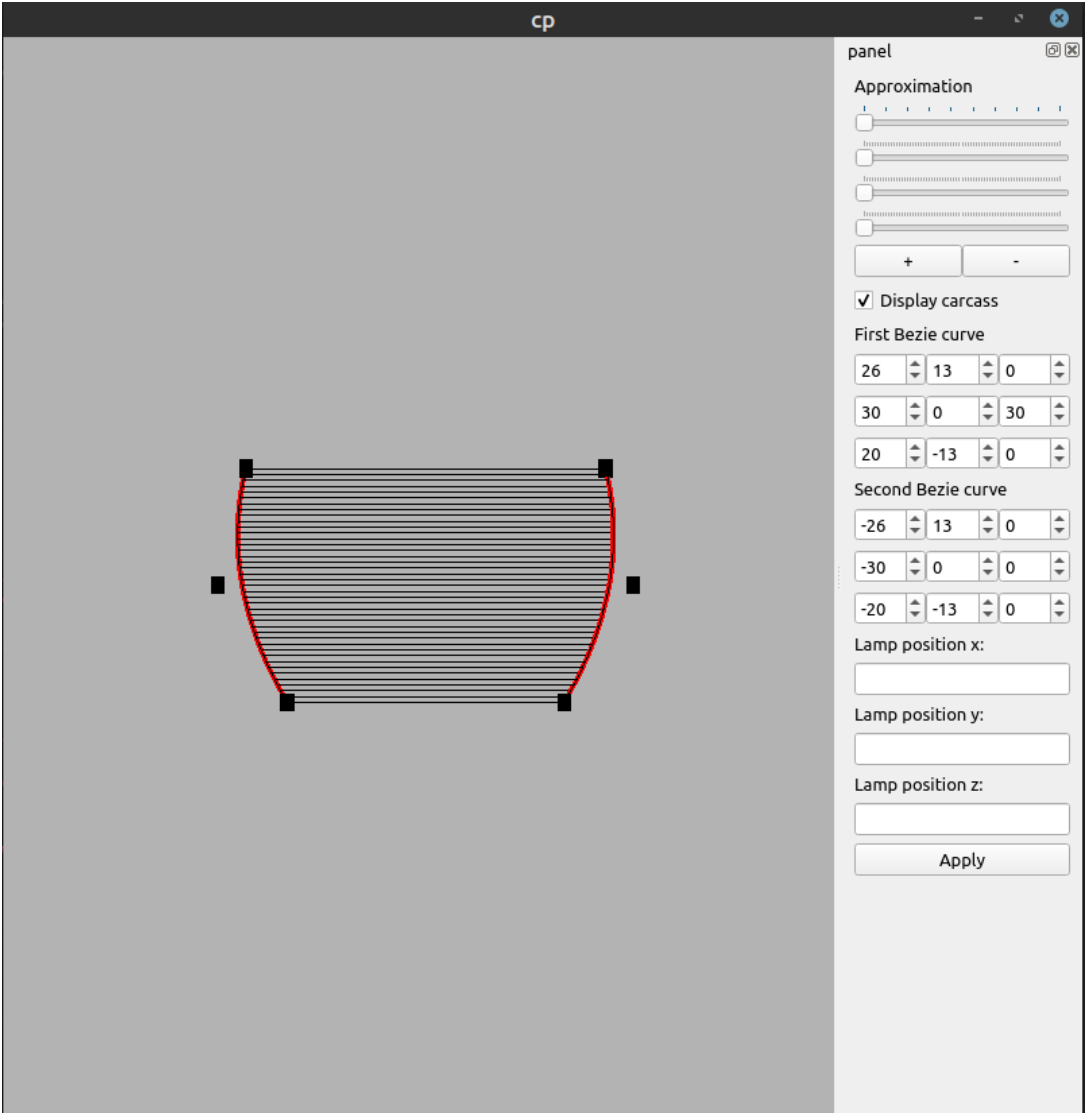 cp
panel
Approximation
+ -
Display carcass
First Bezie curve
26 13 0
30 0 30
20 -13 0
Second Bezie curve
-26 13 0
-30 0 0
-20 -13 0
Lamp position x:
Lamp position y:
Lamp position z:
Apply